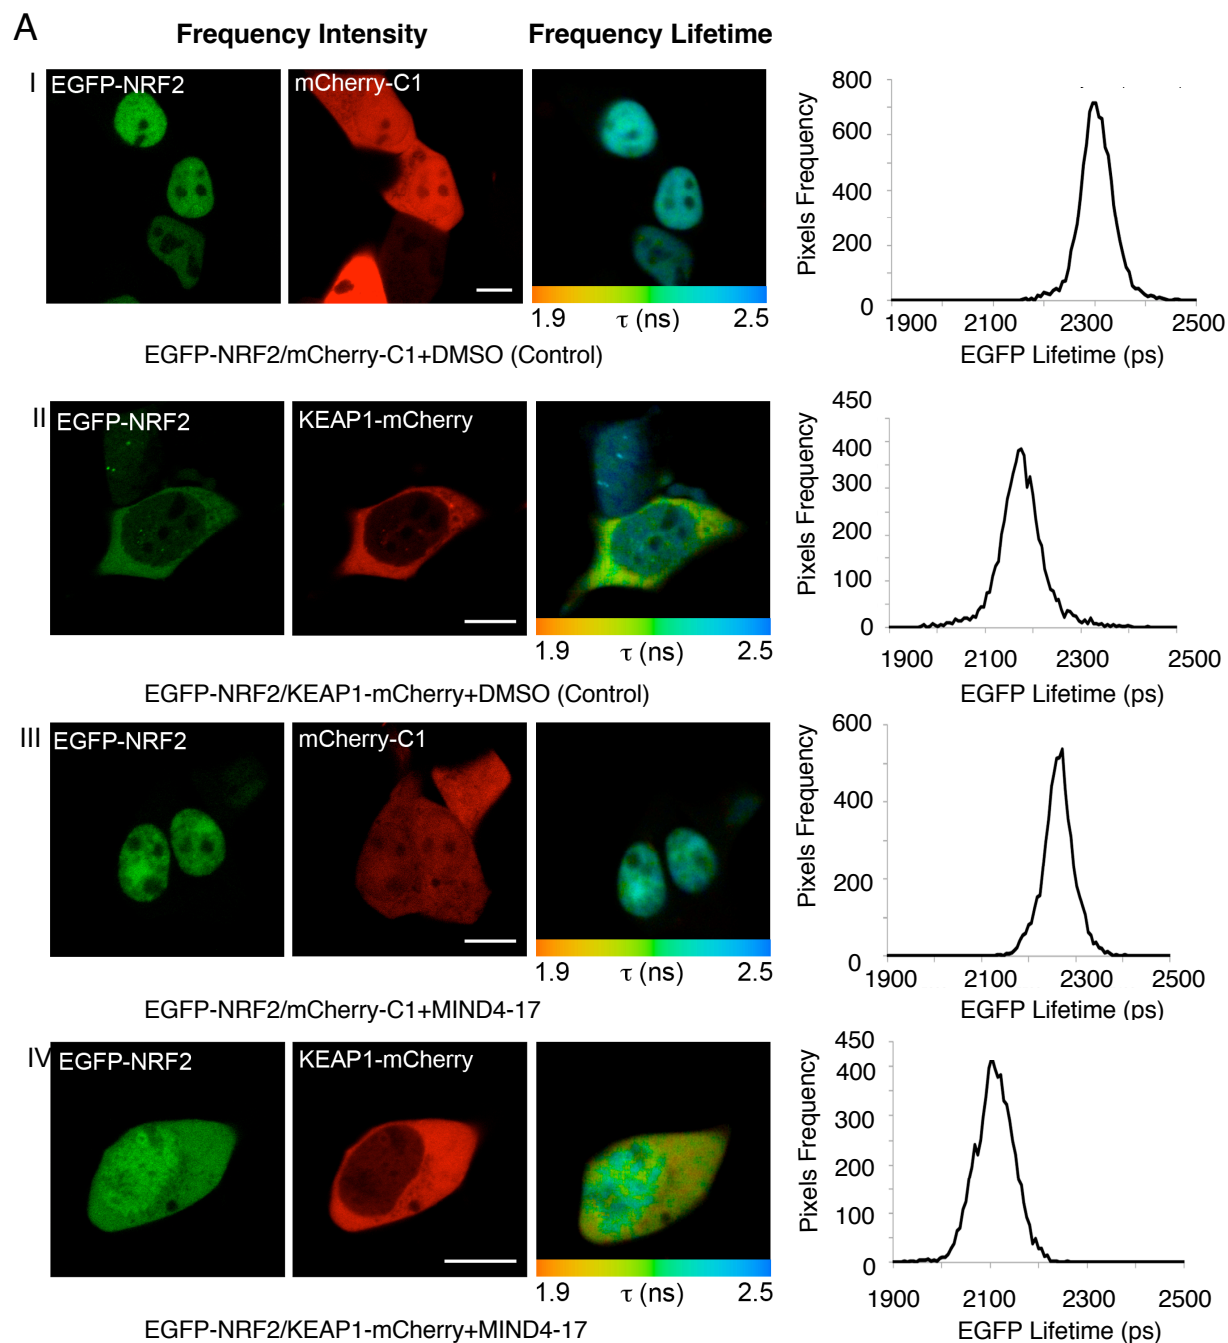 A
Frequency Intensity Frequency Lifetime
I
EGFP-NRF2 mCherry-C1
1.9 τ (ns) 2.5
Pixels Frequency
800
600
400
200
0
1900 2100 2300 2500
EGFP Lifetime (ps)
EGFP-NRF2/mCherry-C1+DMSO (Control)
II
EGFP-NRF2 KEAP1-mCherry
1.9 τ (ns) 2.5
Pixels Frequency
450
400
300
200
100
0
1900 2100 2300 2500
EGFP Lifetime (ps)
EGFP-NRF2/KEAP1-mCherry+DMSO (Control)
III
EGFP-NRF2 mCherry-C1
1.9 τ (ns) 2.5
Pixels Frequency
600
400
200
0
1900 2100 2300 2500
EGFP Lifetime (ps)
EGFP-NRF2/mCherry-C1+MIND4-17
IV
EGFP-NRF2 KEAP1-mCherry
1.9 τ (ns) 2.5
Pixels Frequency
450
400
300
200
100
0
1900 2100 2300 2500
EGFP Lifetime (ps)
EGFP-NRF2/KEAP1-mCherry+MIND4-17